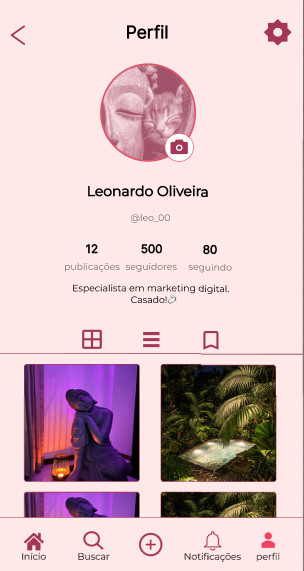 Perfil
Leonardo Oliveira
@leo_00
12 500 80
publicações seguidores seguindo
Especialista em marketing digital.
Casado!
Início Buscar Notificações perfil